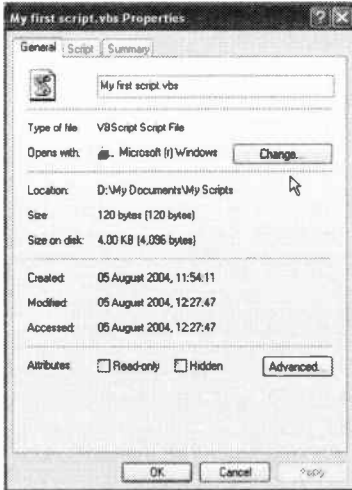 My first script.vbs Properties
General Script Summary
My first script.vbs
Type of file VBScript Script File
Opens with: Microsoft (r) Windows Change...
Location: D:\My Documents\My Scripts
Size 120 bytes (120 bytes)
Size on disk: 4.00 KB (4,096 bytes)
Created: 05 August 2004, 11:54:11
Modified: 05 August 2004, 12:27:47
Accessed: 05 August 2004, 12:27:47
Attributes Read-only Hidden Advanced...
OK Cancel Apply